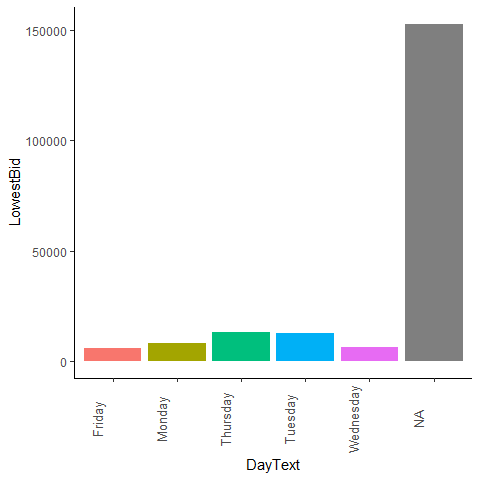 150000
100000
50000
0
LowestBid
Friday
Monday
Thursday
Tuesday
Wednesday
NA
DayText